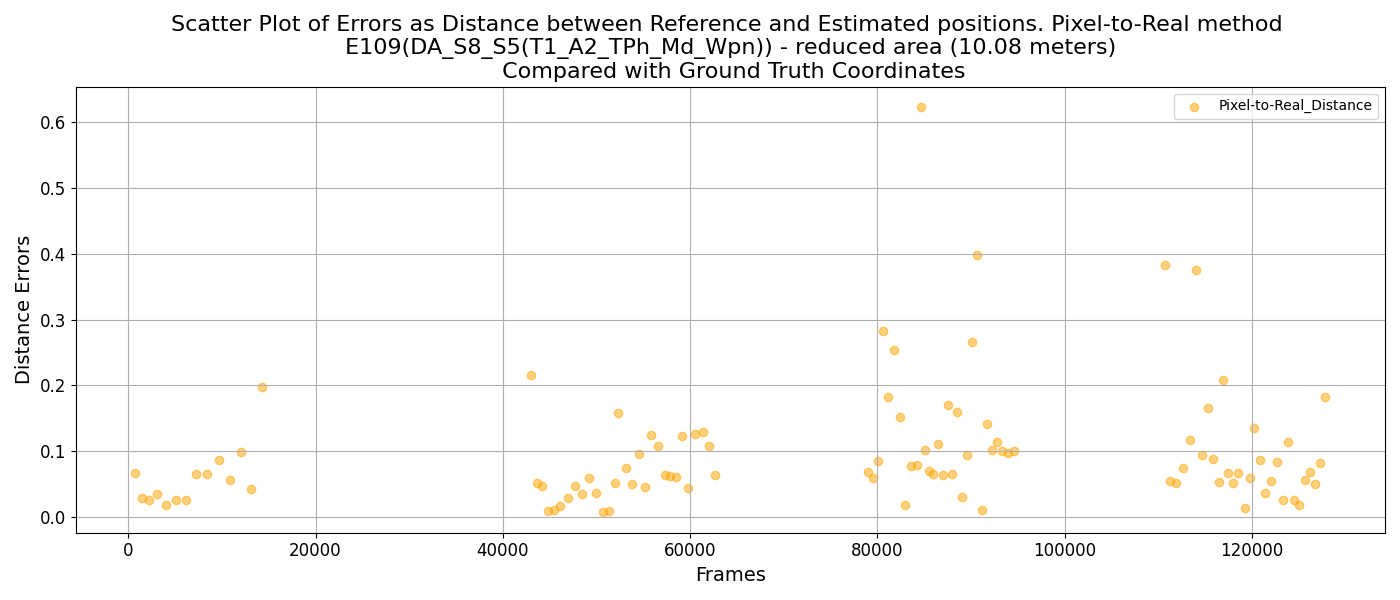 Scatter Plot of Errors as Distance between Reference and Estimated positions. Pixel-to-Real method
E109(DA_S8_S5(T1_A2_TPh_Md_Wpn)) - reduced area (10.08 meters)
Compared with Ground Truth Coordinates
Pixel-to-Real_Distance
Distance Errors
0.6
0.5
0.4
0.3
0.2
0.1
0.0
0
20000
40000
60000
80000
100000
120000
Frames